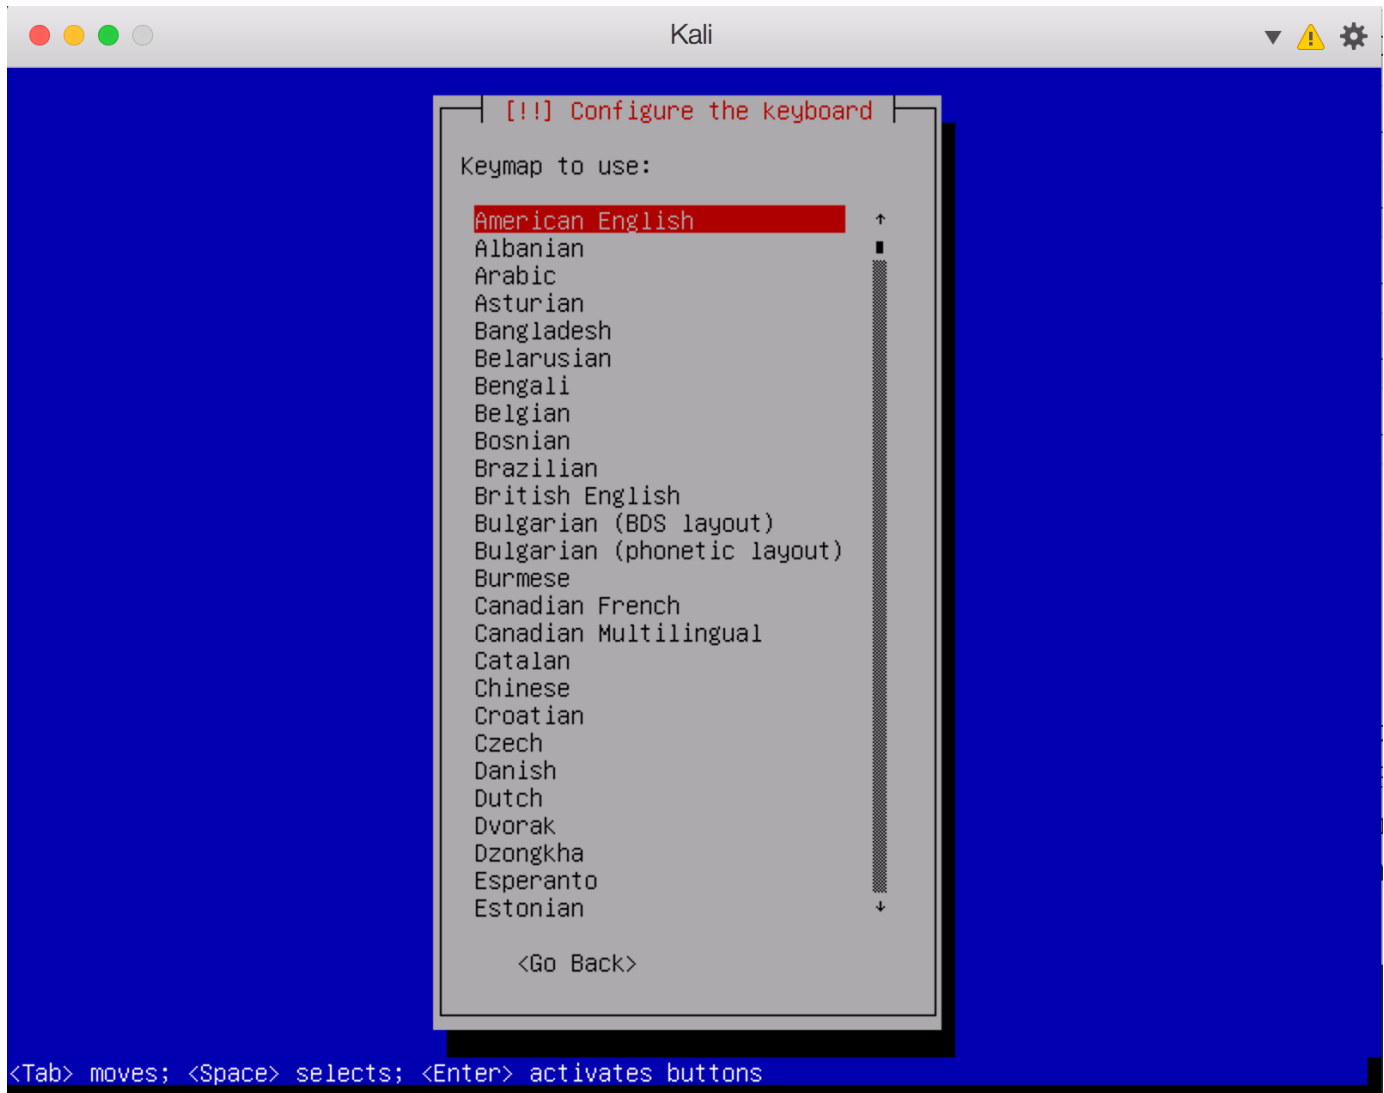 Kali
[!!] Configure the keyboard
Keymap to use:
American English
Albanian
Arabic
Asturian
Bangladesh
Belarusian
Bengali
Belgian
Bosnian
Brazilian
British English
Bulgarian (BDS layout)
Bulgarian (phonetic layout)
Burmese
Canadian French
Canadian Multilingual
Catalan
Chinese
Croatian
Czech
Danish
Dutch
Dvorak
Dzongkha
Esperanto
Estonian
<Go Back>
<Tab> moves; <Space> selects; <Enter> activates buttons